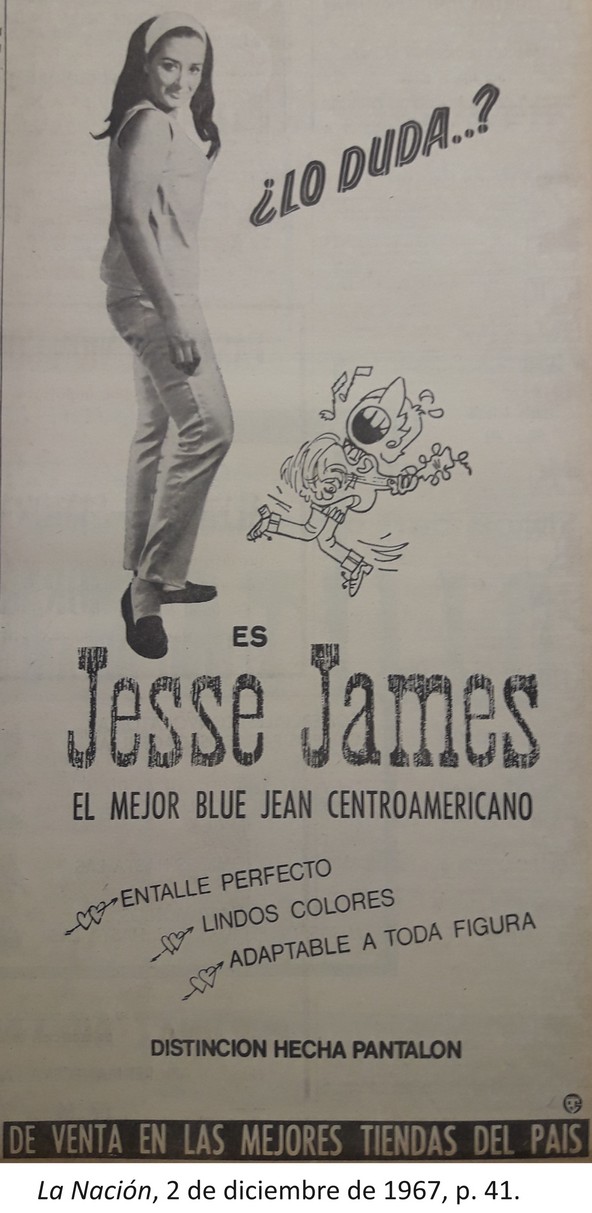 ¿LO DUDA..?
ES
Jesse James
EL MEJOR BLUE JEAN CENTROAMERICANO
ENTALLE PERFECTO
LINDOS COLORES
ADAPTABLE A TODA FIGURA
DISTINCION HECHA PANTALON
DE VENTA EN LAS MEJORES TIENDAS DEL PAIS
La Nación, 2 de diciembre de 1967, p. 41.